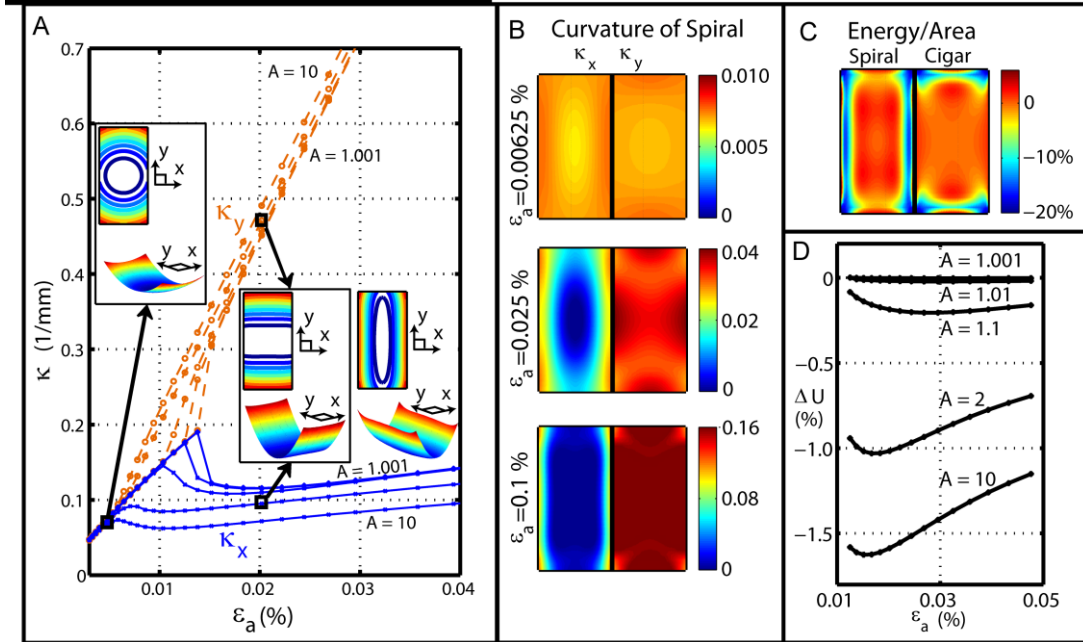 A
0.7
0.6
0.5
0.4
0.3
0.2
0.1
0
κ (1/mm)
0.01
0.02
0.03
0.04
εa (%)
A = 10
A = 1.001
κy
y
x
y
x
y
x
y
x
y
x
y
x
A = 1.001
A = 10
κx
B
Curvature of Spiral
κx κy
εa=0.00625 %
0.010
0.005
0
εa=0.025 %
0.04
0.02
0
εa=0.1 %
0.16
0.08
0
C
Energy/Area
Spiral Cigar
0
−10%
−20%
D
0
−0.5
ΔU
(%)
−1.0
−1.5
A = 1.001
A = 1.01
A = 1.1
A = 2
A = 10
0.01
0.03
0.05
εa (%)